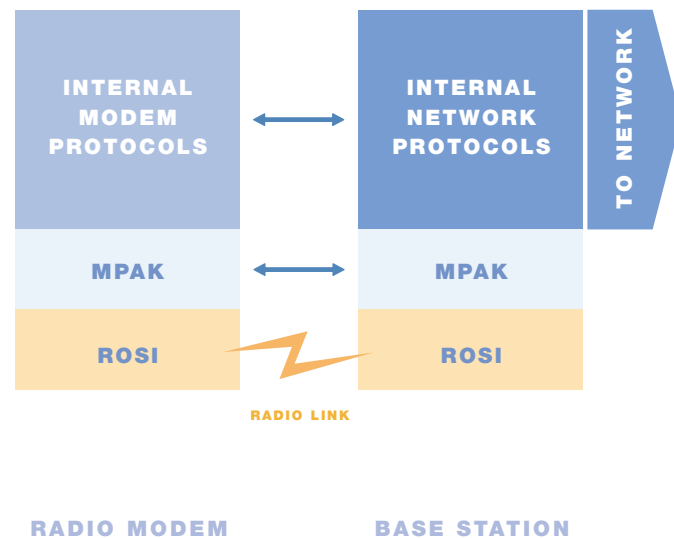 INTERNAL
MODEM
PROTOCOLS
INTERNAL
NETWORK
PROTOCOLS
TO NETWORK
MPAK
MPAK
ROSI
ROSI
RADIO LINK
RADIO MODEM
BASE STATION